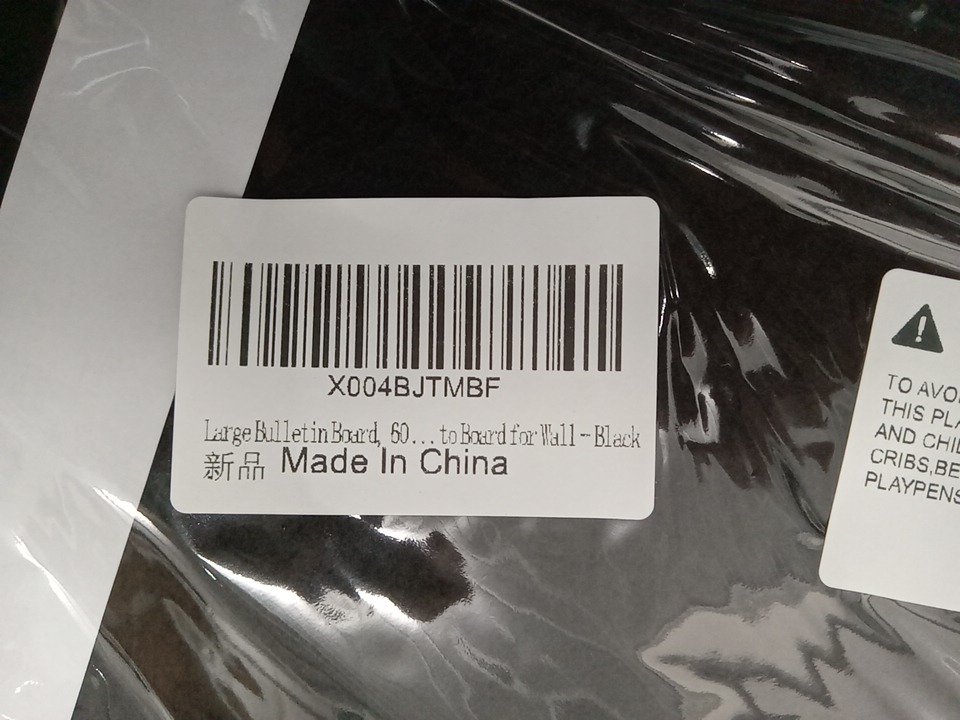 X004BJTMBF
Large Bulletin Board, 60...to Board for Wall - Black
新品 Made In China
TO AVO
THIS PLA
AND CHIL
CRIBS,BE
PLAYPENS